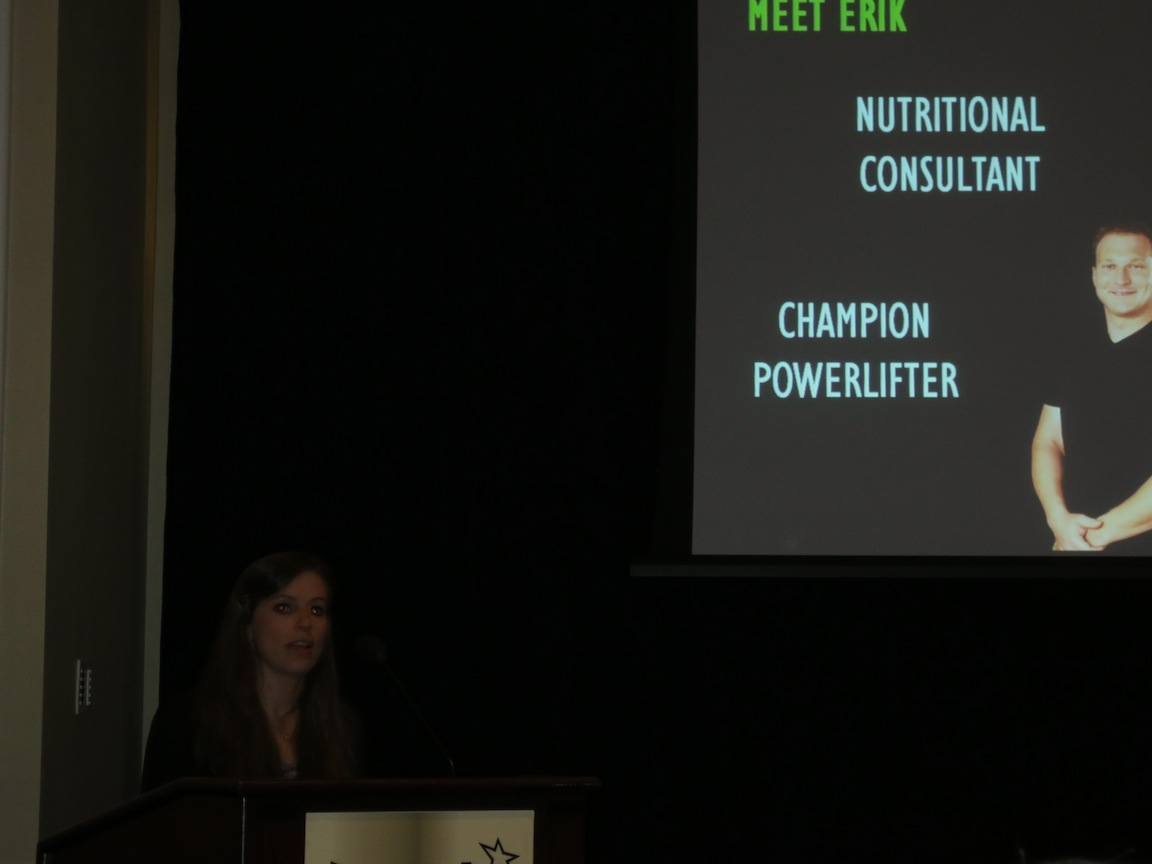 MEET ERIK
NUTRITIONAL
CONSULTANT
CHAMPION
POWERLIFTER